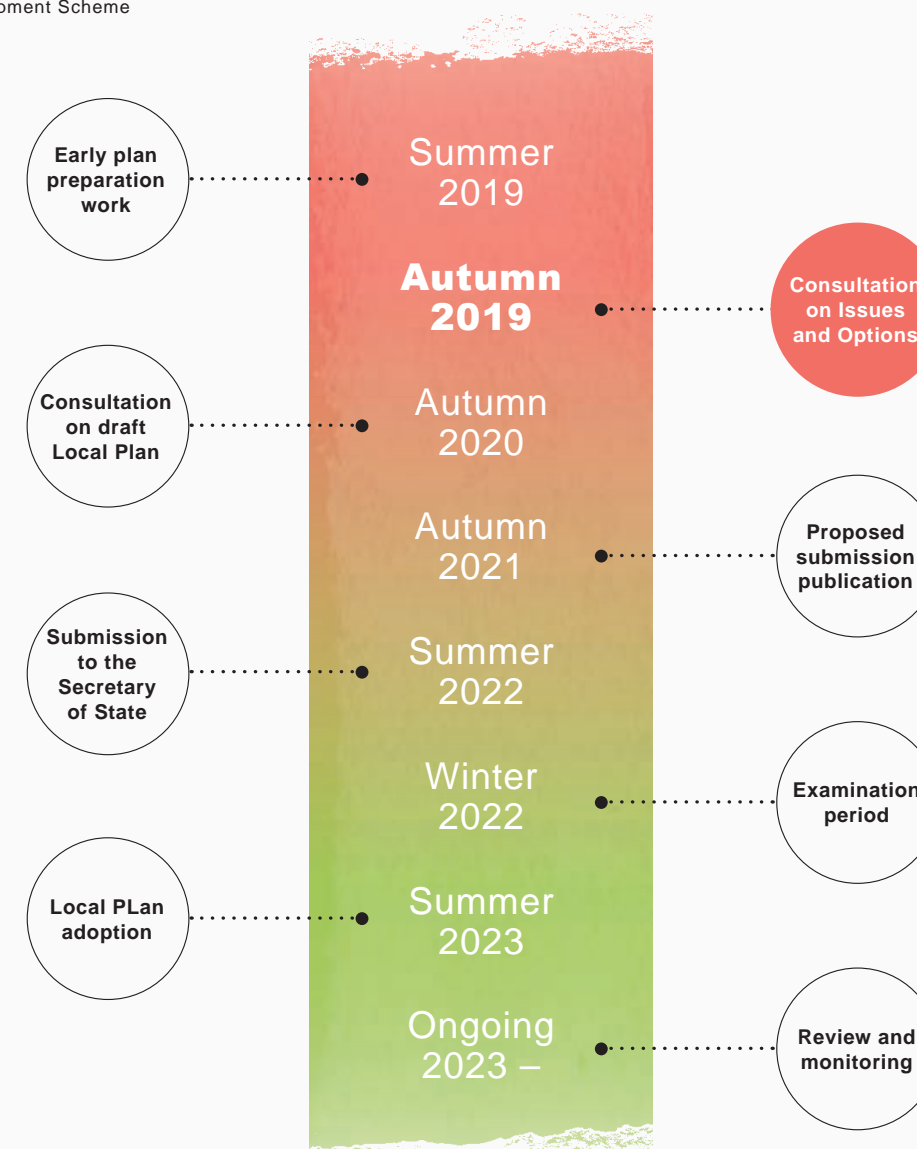 Scheme
Early plan
preparation
work
Summer
2019
Autumn
2019
Consultation
on Issues
and Options
Consultation
on draft
Local Plan
Autumn
2020
Autumn
2021
Proposed
submission
publication
Submission
to the
Secretary
of State
Summer
2022
Winter
2022
Examination
period
Local PLan
adoption
Summer
2023
Ongoing
2023 –
Review and
monitoring